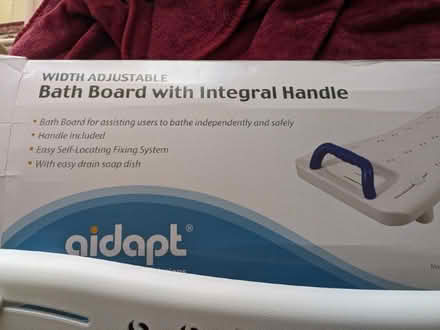 WIDTH ADJUSTABLE
Bath Board with Integral Handle
• Bath Board for assisting users to bathe independently and safely
• Handle Included
• Easy Self-Locating Fixing System
• With easy drain soap dish
aidapt